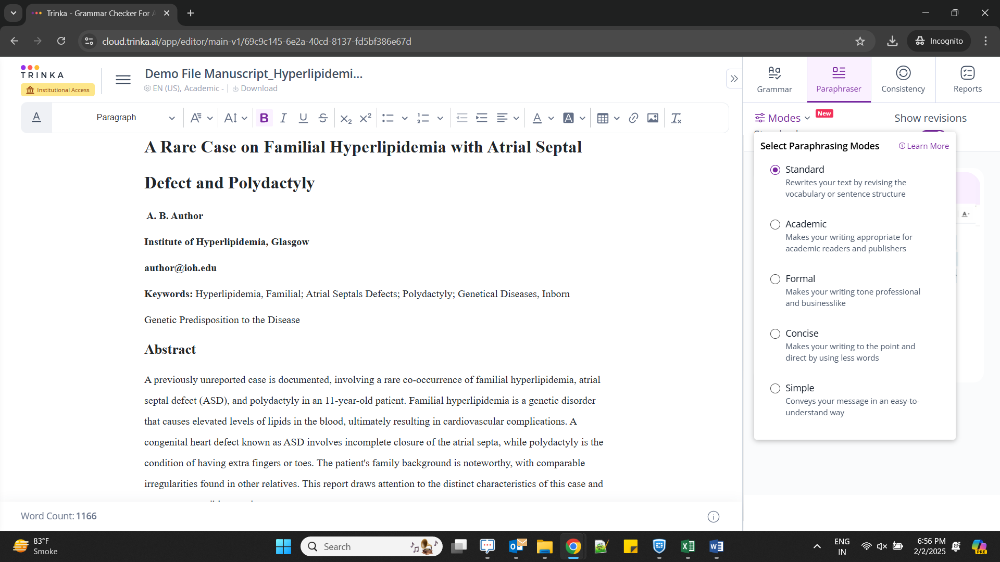 Trinka - Grammar Checker For A
cloud.trinka.ai/app/editor/main-v1/69c9c145-6e2a-40cd-8137-fd5bf386e67d
Incognito
TRINKA
Institutional Access
Demo File Manuscript_Hyperlipidemi...
EN (US), Academic - | Download
Grammar
Paraphraser
Consistency
Reports
Paragraph
Modes
New
Show revisions
A Rare Case on Familial Hyperlipidemia with Atrial Septal
Defect and Polydactyly
A. B. Author
Institute of Hyperlipidemia, Glasgow
author@ioh.edu
Keywords: Hyperlipidemia, Familial; Atrial Septals Defects; Polydactyly; Genetical Diseases, Inborn
Genetic Predisposition to the Disease
Abstract
A previously unreported case is documented, involving a rare co-occurrence of familial hyperlipidemia, atrial
septal defect (ASD), and polydactyly in an 11-year-old patient. Familial hyperlipidemia is a genetic disorder
that causes elevated levels of lipids in the blood, ultimately resulting in cardiovascular complications. A
congenital heart defect known as ASD involves incomplete closure of the atrial septa, while polydactyly is the
condition of having extra fingers or toes. The patient's family background is noteworthy, with comparable
irregularities found in other relatives. This report draws attention to the distinct characteristics of this case and
Select Paraphrasing Modes
Learn More
Standard
Rewrites your text by revising the
vocabulary or sentence structure
Academic
Makes your writing appropriate for
academic readers and publishers
Formal
Makes your writing tone professional
and businesslike
Concise
Makes your writing to the point and
direct by using less words
Simple
Conveys your message in an easy-to-
understand way
Word Count: 1166
83°F
Smoke
Search
ENG
IN
6:56 PM
2/2/2025
PRE